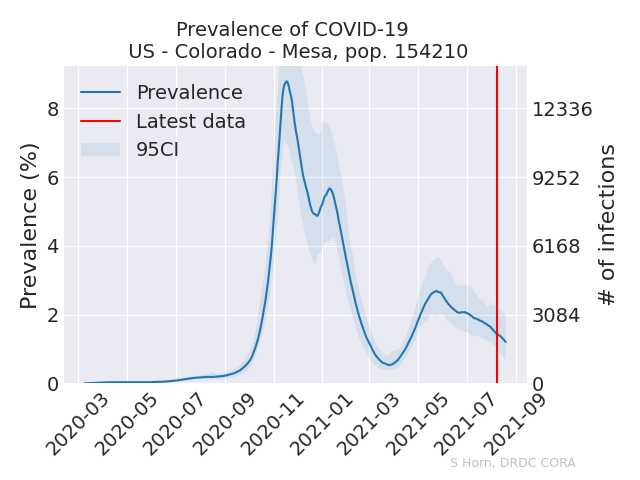 Prevalence of COVID-19
US - Colorado - Mesa, pop. 154210
Prevalence
Latest data
95CI
Prevalence (%)
8
6
4
2
0
12336
9252
6168
3084
0
# of infections
2020-03
2020-05
2020-07
2020-09
2020-11
2021-01
2021-03
2021-05
2021-07
2021-09
S Horn, DRDC CORA